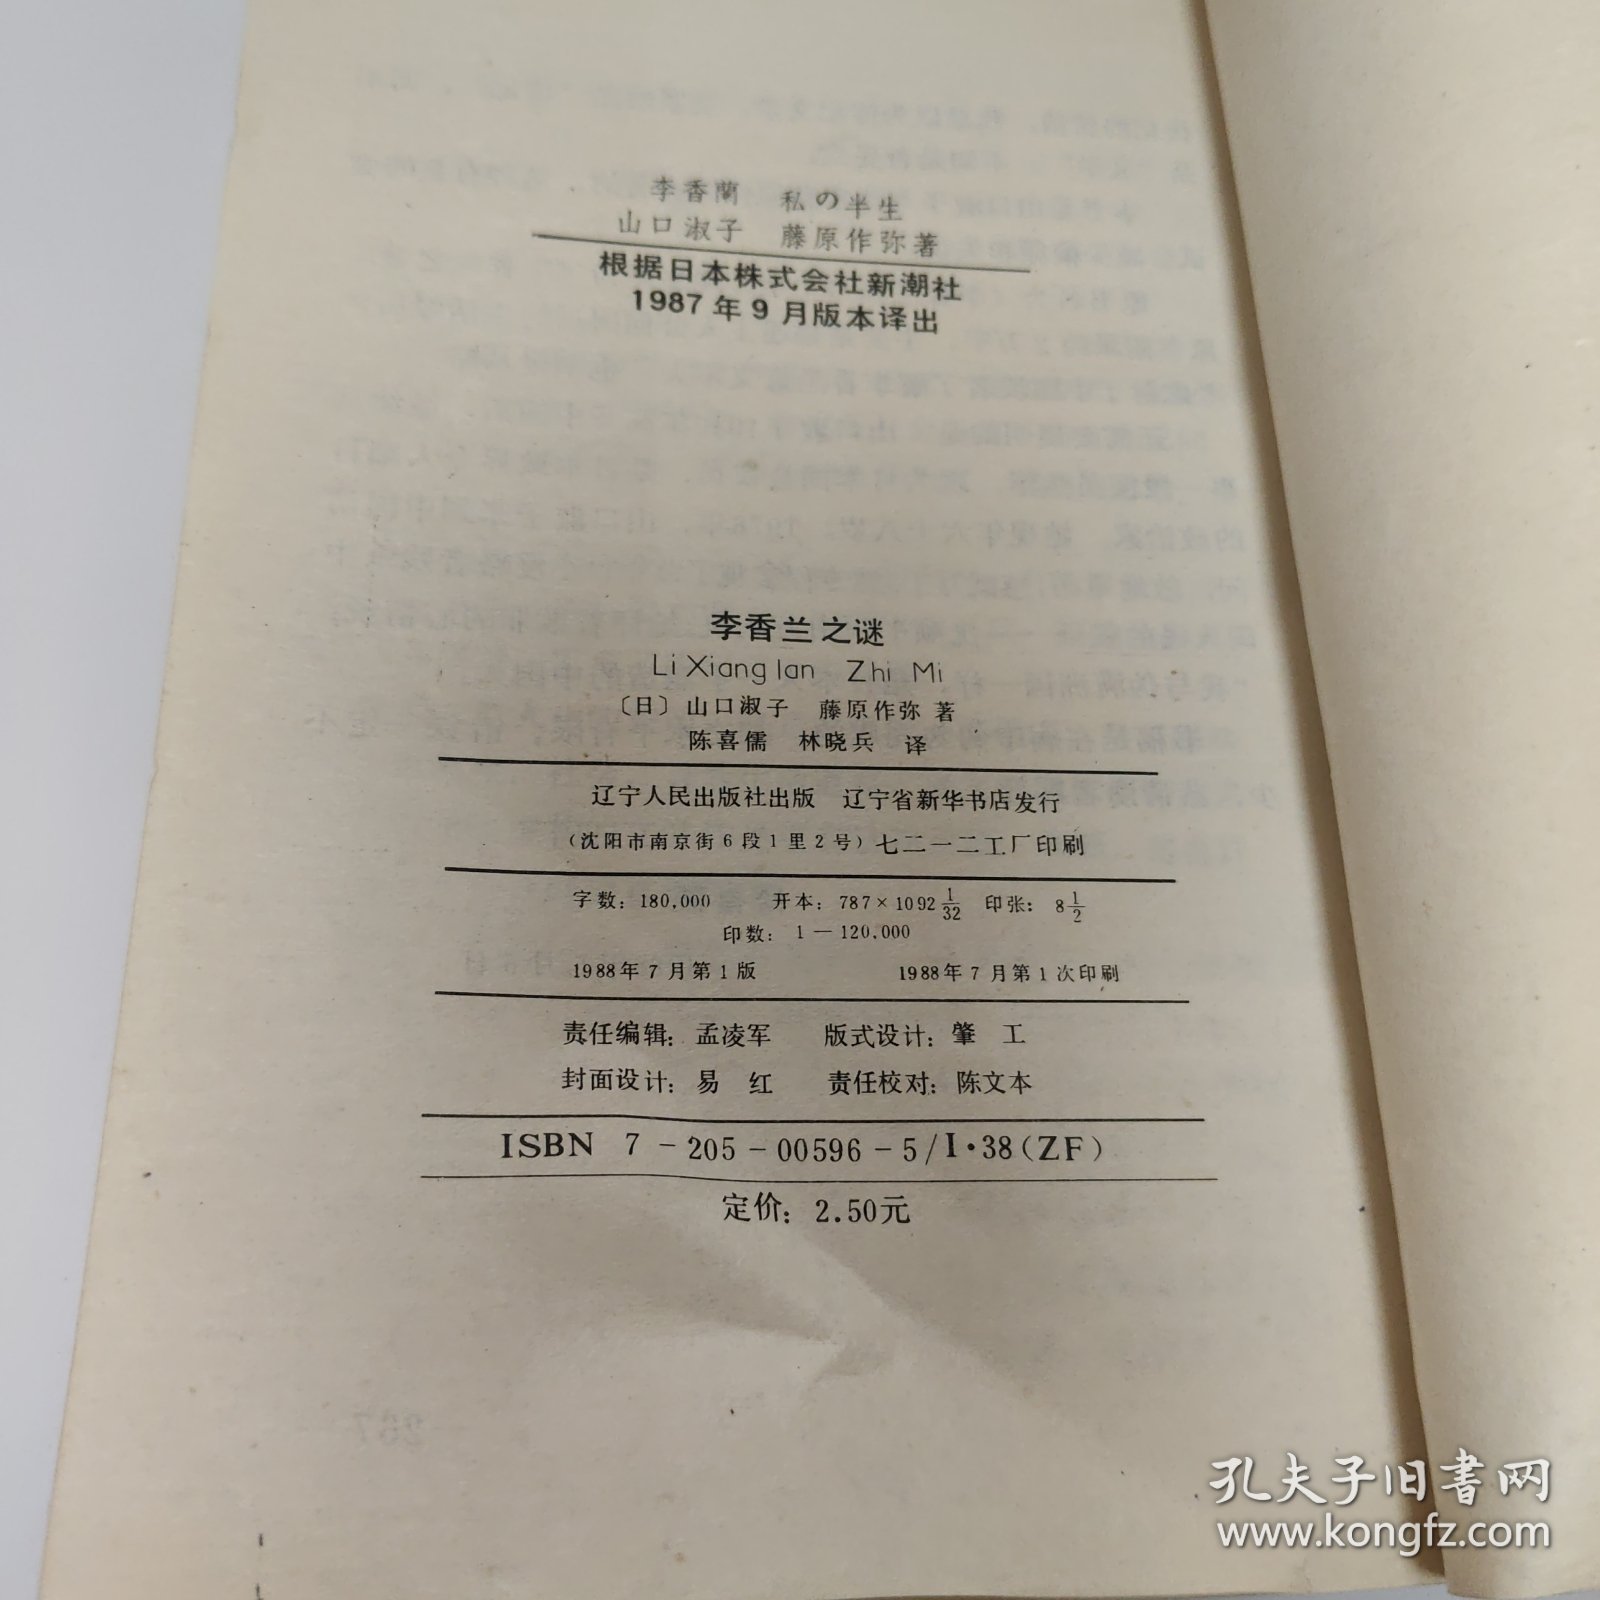 李香蘭　私の半生
山口淑子　藤原作弥著
根据日本株式会社新潮社
1987年9月版本译出
李香兰之谜
Li Xiang lan Zhi Mi
〔日〕山口淑子　藤原作弥 著
陈喜儒　林晓兵　译
辽宁人民出版社出版　辽宁省新华书店发行
（沈阳市南京街6段1里2号）七二一二工厂印刷
字数：180,000　开本：787×1092 1/32　印张：8 1/2
印数：1—120,000
1988年7月第1版　1988年7月第1次印刷
责任编辑：孟凌军　版式设计：肇　工
封面设计：易　红　责任校对：陈文本
ISBN 7-205-00596-5/I·38(ZF)
定价：2.50元
孔夫子旧书网
www.kongfz.com